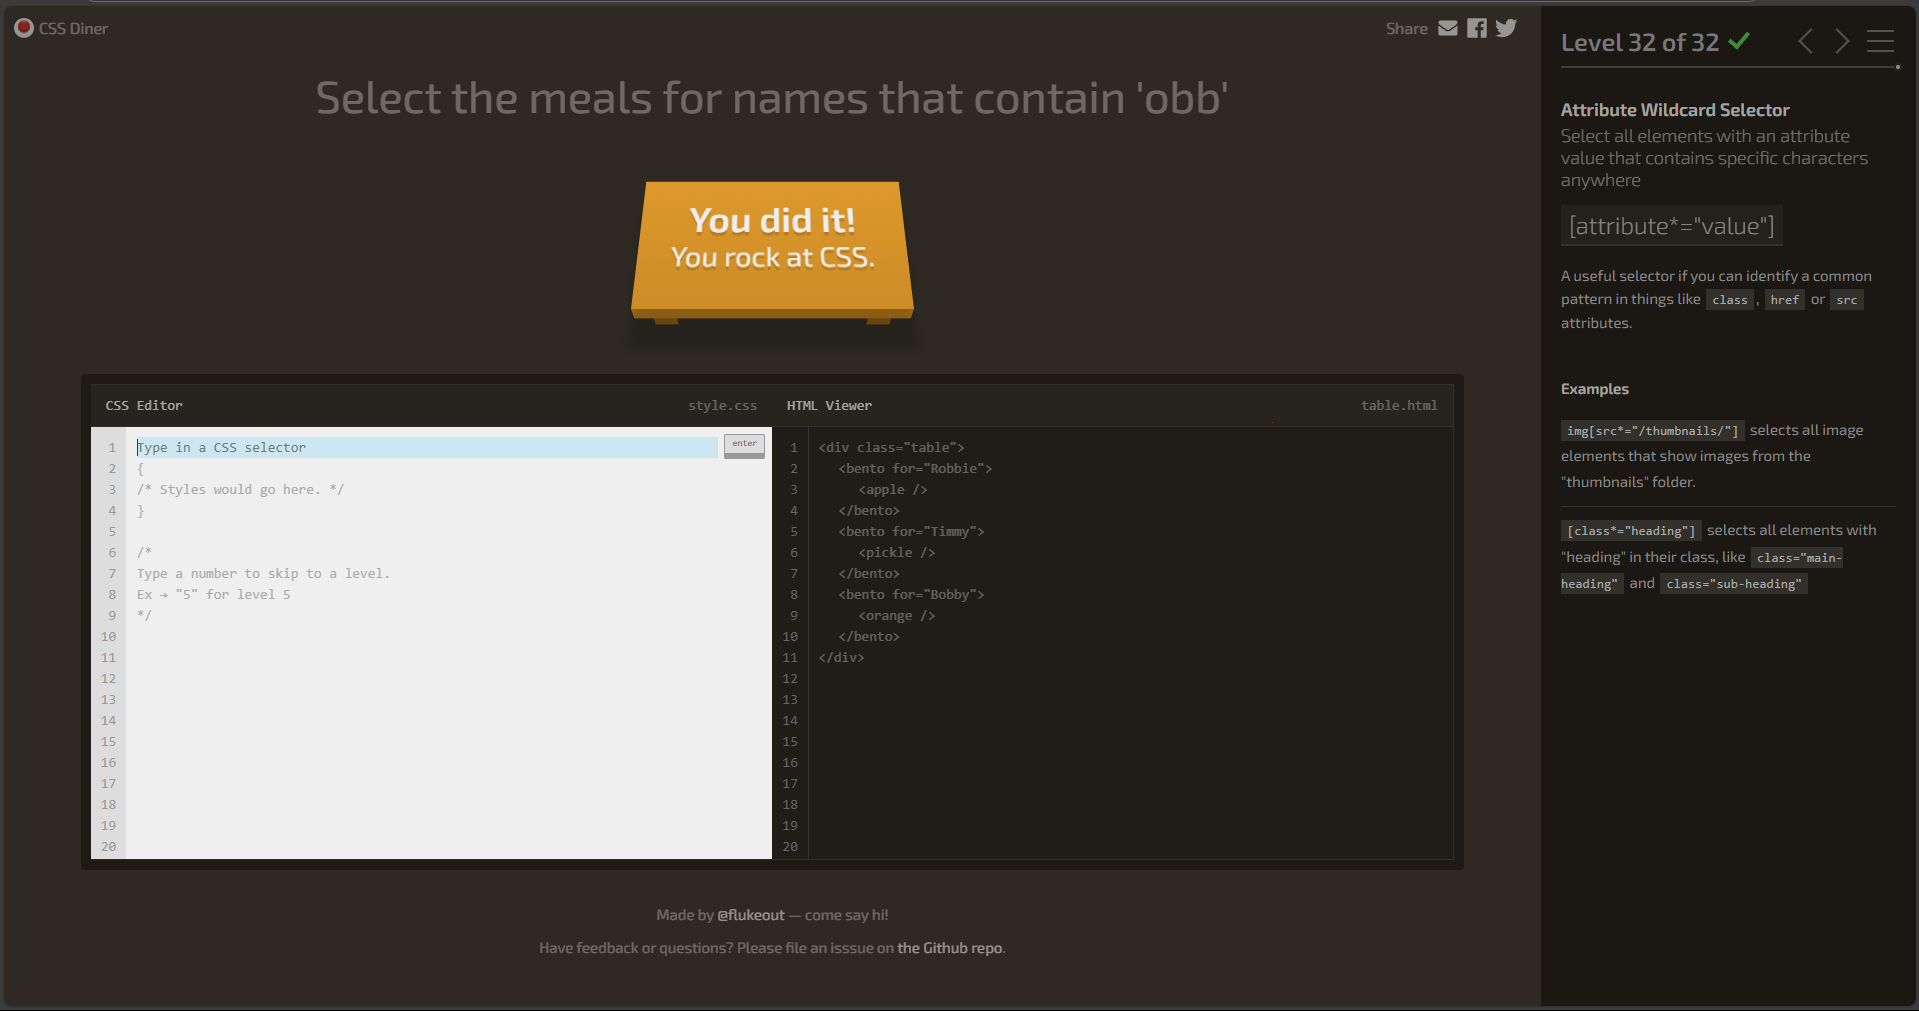 CSS Diner
Share
Select the meals for names that contain 'obb'
You did it!
You rock at CSS.
CSS Editor
style.css
1 Type in a CSS selector
enter
2 {
3 /* Styles would go here. */
4 }
5
6 /*
7 Type a number to skip to a level.
8 Ex → "5" for level 5
9 */
10
11
12
13
14
15
16
17
18
19
20
HTML Viewer
table.html
1 <div class="table">
2 <bento for="Robbie">
3 <apple />
4 </bento>
5 <bento for="Timmy">
6 <pickle />
7 </bento>
8 <bento for="Bobby">
9 <orange />
10 </bento>
11 </div>
12
13
14
15
16
17
18
19
20
Made by @flukeout — come say hi!
Have feedback or questions? Please file an isssue on the Github repo.
Level 32 of 32
Attribute Wildcard Selector
Select all elements with an attribute
value that contains specific characters
anywhere
[attribute*="value"]
A useful selector if you can identify a common
pattern in things like class , href or src
attributes.
Examples
img[src*="/thumbnails/"] selects all image
elements that show images from the
"thumbnails" folder.
[class*="heading"] selects all elements with
"heading" in their class, like class="main-
heading" and class="sub-heading"